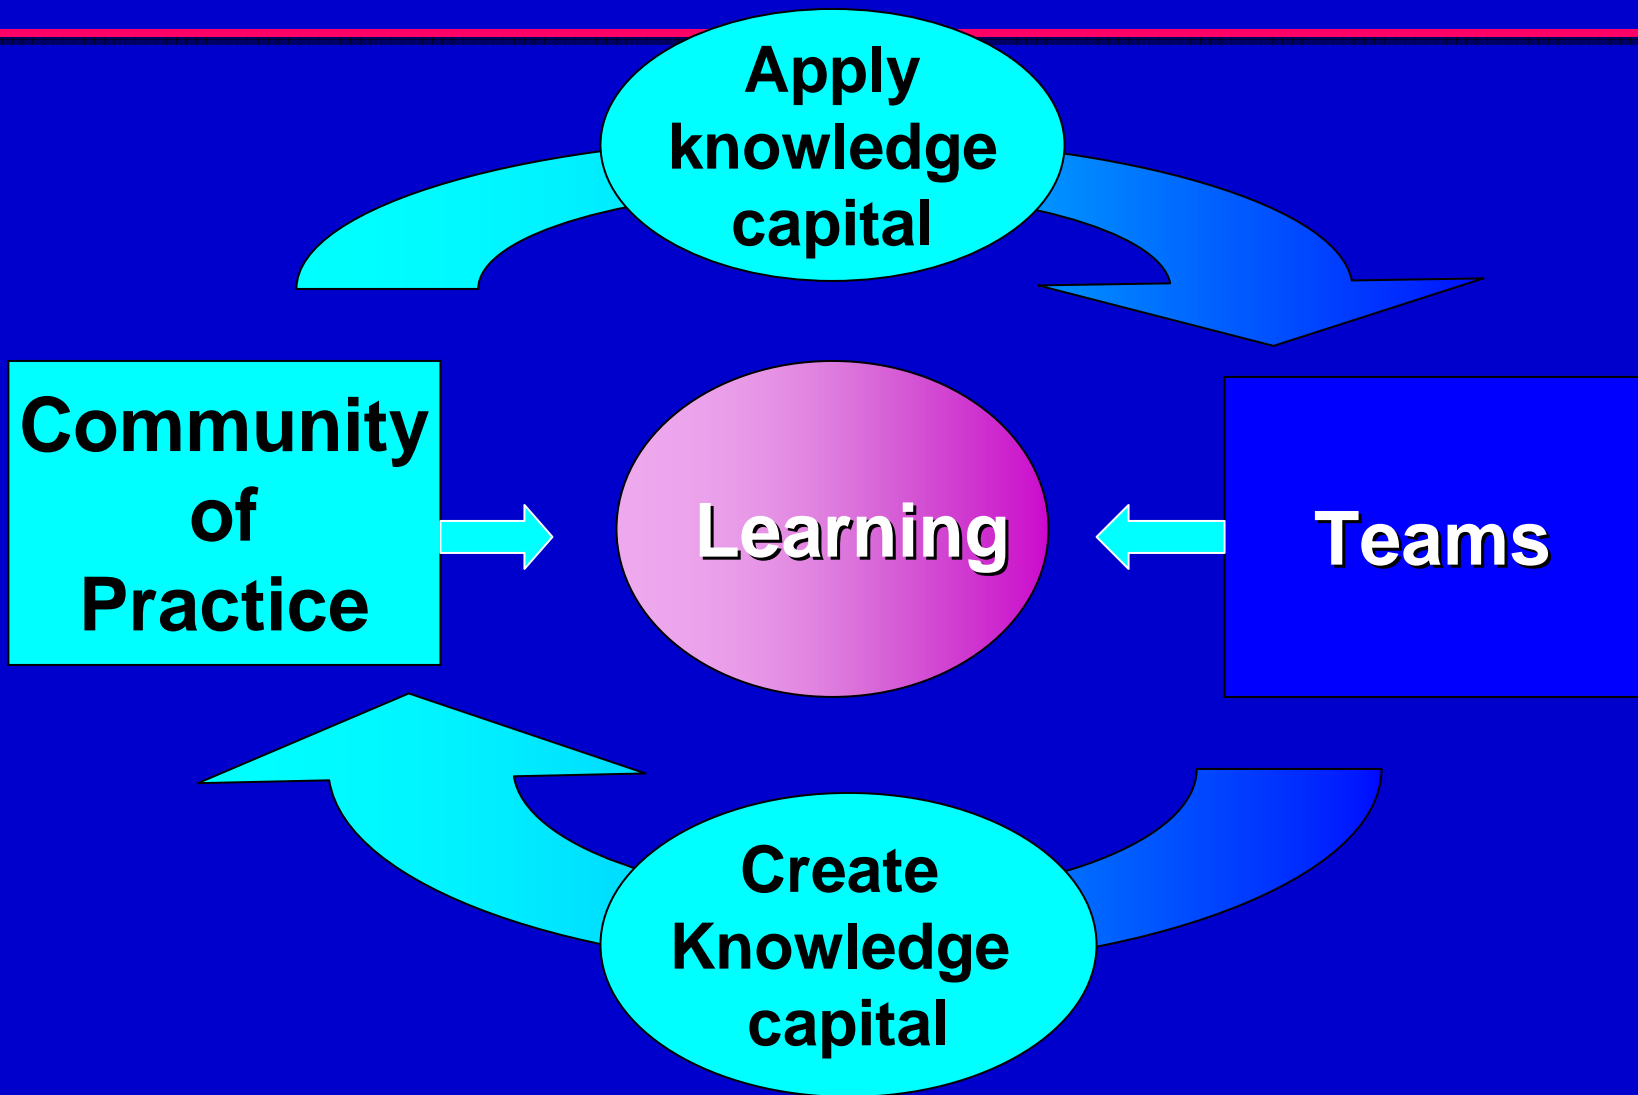 Apply
knowledge
capital
Community
of
Practice
Learning
Teams
Create
Knowledge
capital